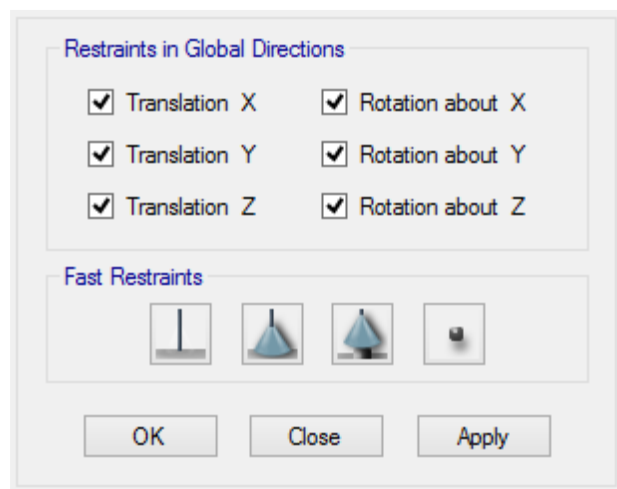 Restraints in Global Directions
Translation X Rotation about X
Translation Y Rotation about Y
Translation Z Rotation about Z
Fast Restraints
OK Close Apply